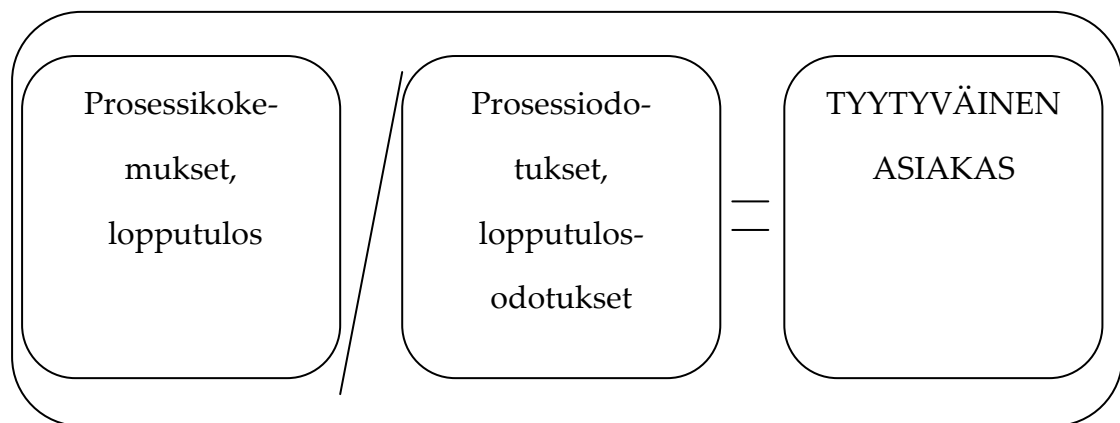 Prosessikoke-
mukset,
lopputulos
Prosessiodo-
tukset,
lopputulos-
odotukset
TYYTYVÄINEN
ASIAKAS